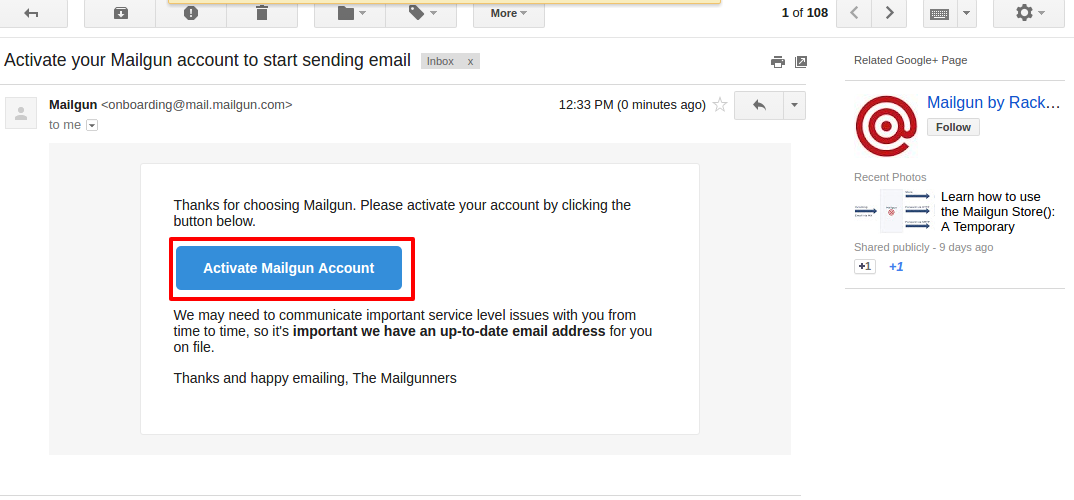 More
1 of 108
Activate your Mailgun account to start sending email
Inbox x
Related Google+ Page
Mailgun <onboarding@mail.mailgun.com>
12:33 PM (0 minutes ago)
to me
Mailgun by Rack…
Follow
Thanks for choosing Mailgun. Please activate your account by clicking the
button below.
Activate Mailgun Account
We may need to communicate important service level issues with you from
time to time, so it's important we have an up-to-date email address for you
on file.
Thanks and happy emailing, The Mailgunners
Recent Photos
Learn how to use
the Mailgun Store():
A Temporary
Shared publicly - 9 days ago
+1
+1